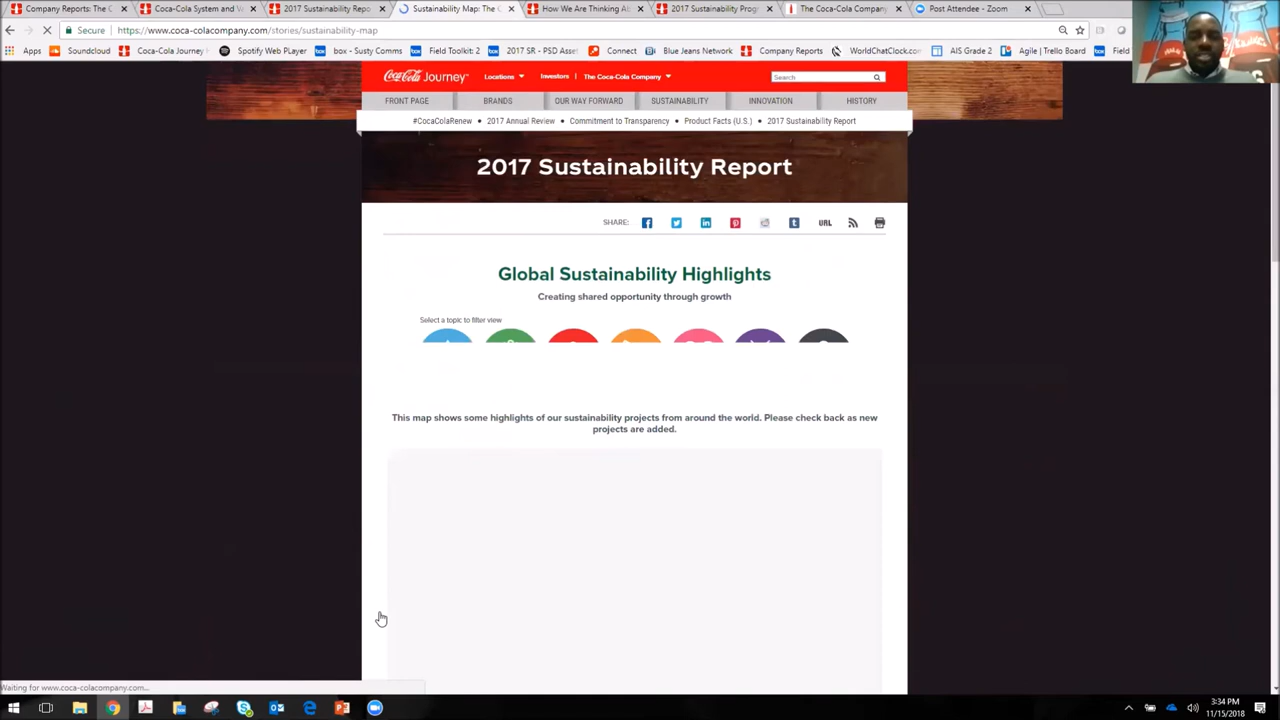 Company Reports: The C
Coca-Cola System and V
2017 Sustainability Repo
Sustainability Map: The C
How We Are Thinking Ab
2017 Sustainability Prog
The Coca-Cola Company
Post Attendee - Zoom
Secure
https://www.coca-colacompany.com/stories/sustainability-map
Apps
Soundcloud
Coca-Cola Journey
Spotify Web PLayer
box - Susty Comms
Field Toolkit: 2
2017 SR - PSD Asset
Connect
Blue Jeans Network
Company Reports
WorldChatClock.com
AIS Grade 2
Agile | Trello Board
Field
Coca-Cola Journey
Locations
Investors
The Coca-Cola Company
Search
FRONT PAGE
BRANDS
OUR WAY FORWARD
SUSTAINABILITY
INNOVATION
HISTORY
#CocaColaRenew • 2017 Annual Review • Commitment to Transparency • Product Facts (U.S.) • 2017 Sustainability Report
2017 Sustainability Report
SHARE:
URL
Global Sustainability Highlights
Creating shared opportunity through growth
Select a topic to filter view
This map shows some highlights of our sustainability projects from around the world. Please check back as new
projects are added.
Waiting for www.coca-colacompany.com...
3:34 PM
11/15/2018